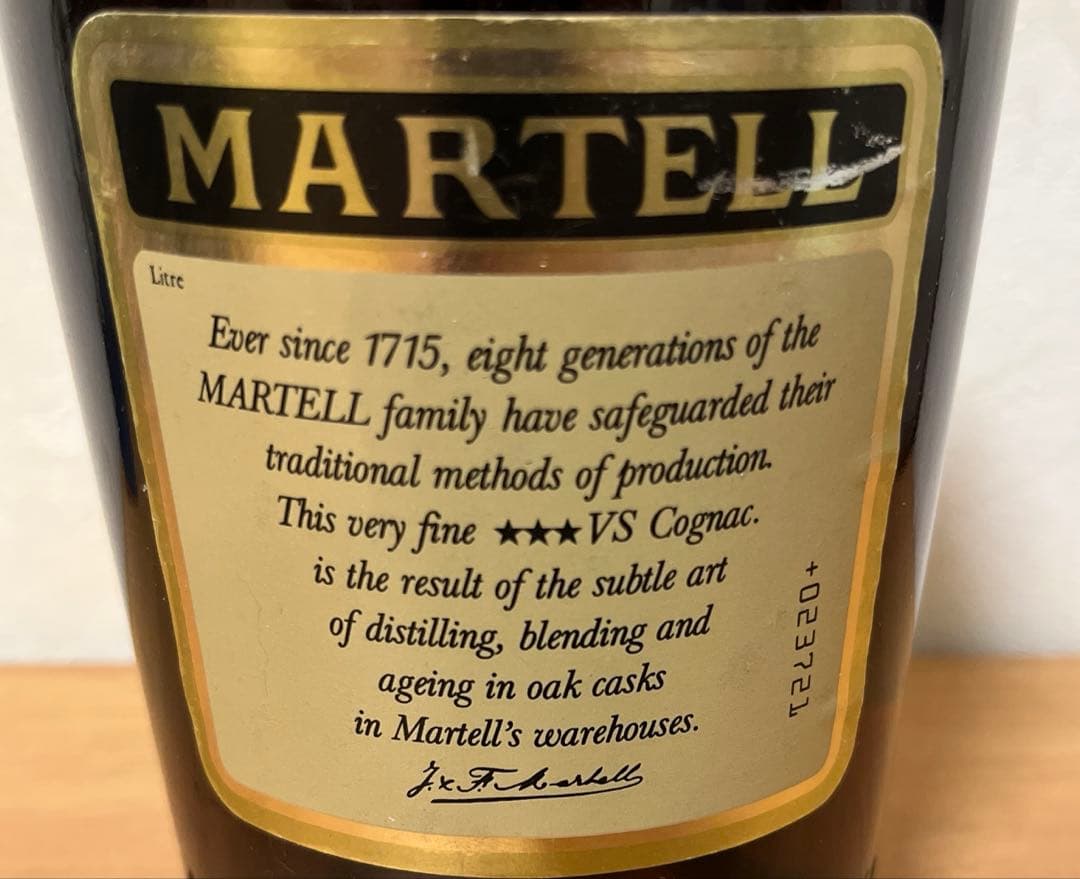 MARTELL
Litre
Ever since 1715, eight generations of the
MARTELL family have safeguarded their
traditional methods of production.
This very fine ★★★VS Cognac.
is the result of the subtle art
of distilling, blending and
ageing in oak casks
in Martell's warehouses.
J.&F. Martell